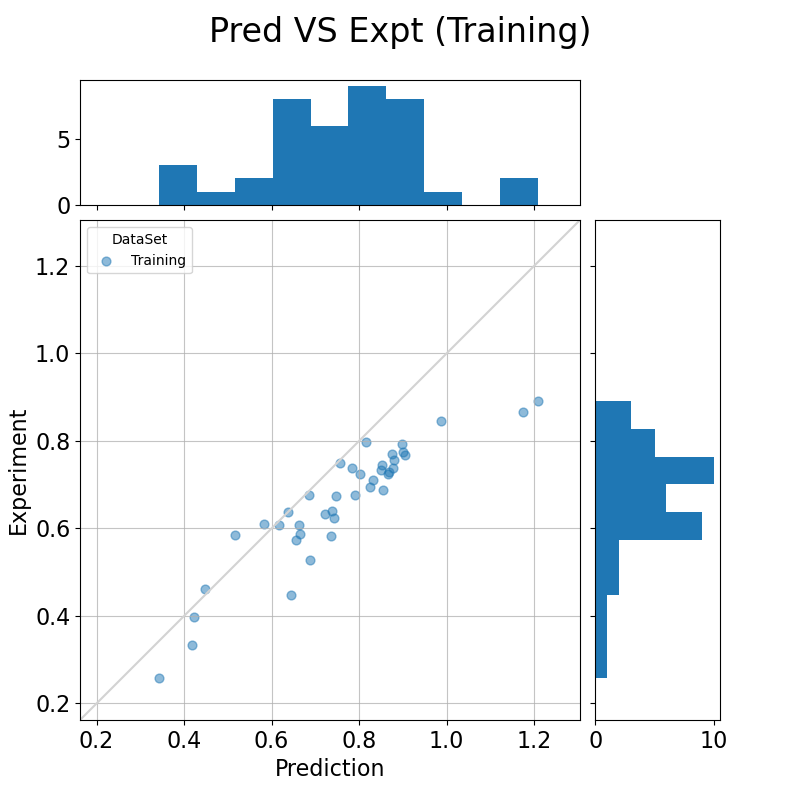 Pred VS Expt (Training)
5
0
DataSet
Training
1.2
1.0
0.8
0.6
0.4
0.2
Experiment
0.2 0.4 0.6 0.8 1.0 1.2
0 10
Prediction